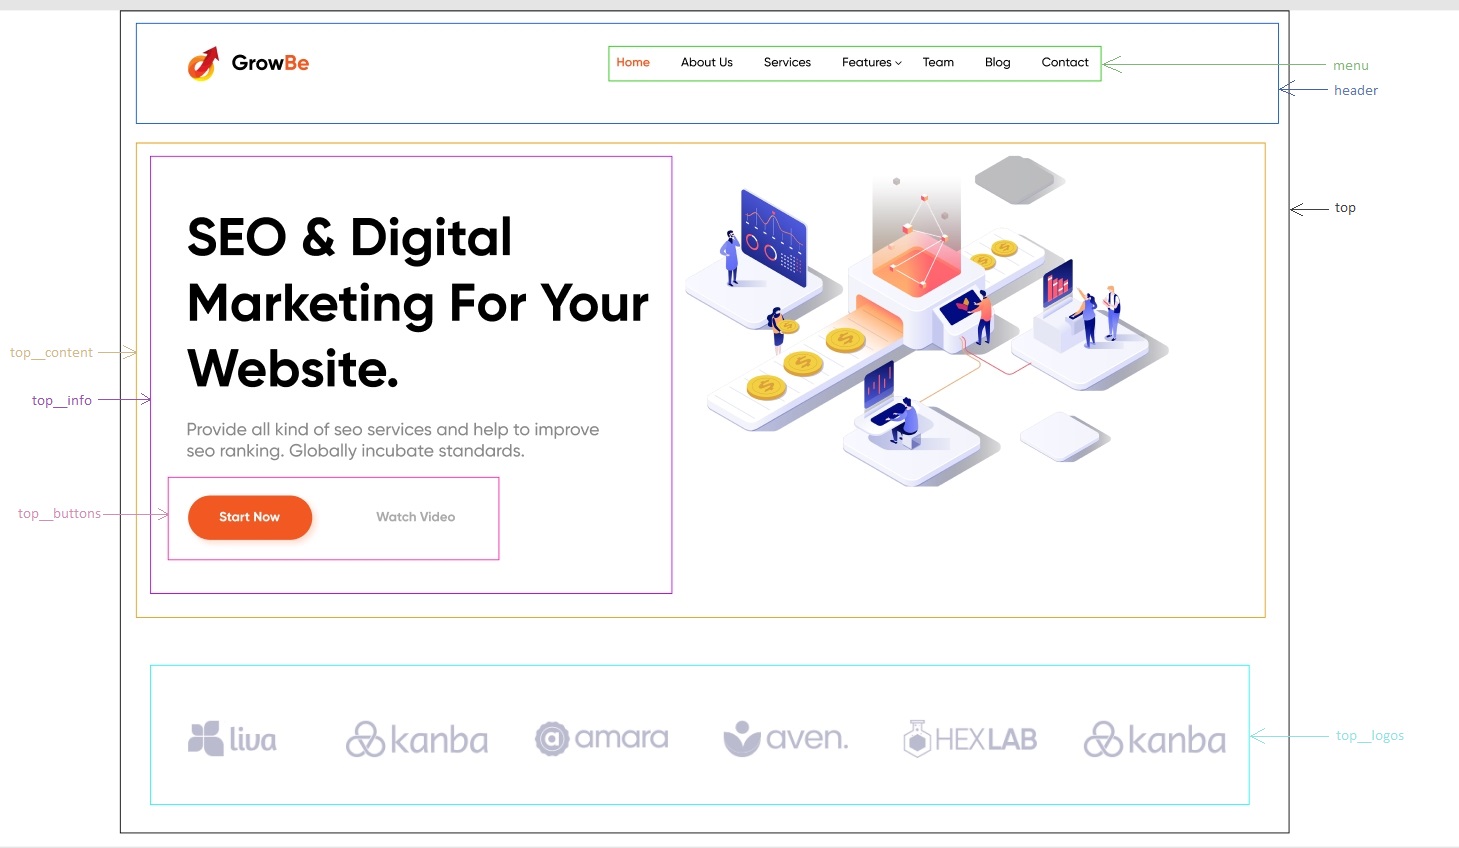 GrowBe
Home About Us Services Features Team Blog Contact
menu
header
top
SEO & Digital
Marketing For Your
Website.
top__content
top__info
Provide all kind of seo services and help to improve
seo ranking. Globally incubate standards.
top__buttons
Start Now Watch Video
liva kanba amara aven. HEXLAB kanba
top__logos